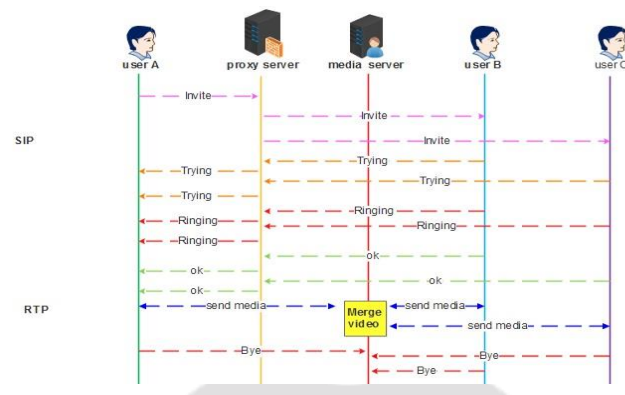 user A
proxy server
media server
user B
user C
Invite
Invite
SIP
Invite
Trying
Trying
Trying
Trying
Ringing
Ringing
Ringing
Ringing
ok
ok
ok
ok
RTP
send media
Merge
video
send media
send media
Bye
Bye
Bye